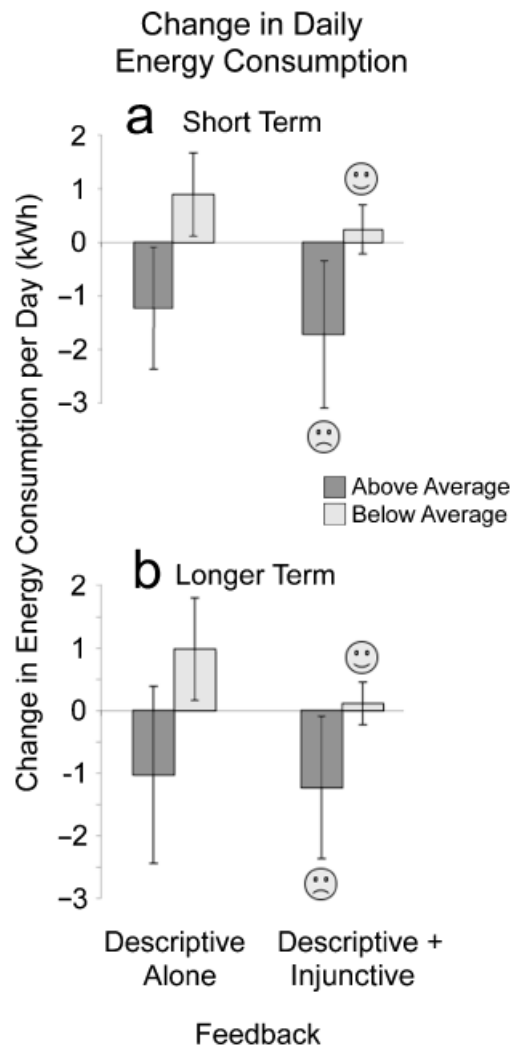 Change in Daily
Energy Consumption
a Short Term
Change in Energy Consumption per Day (kWh)
2
1
0
−1
−2
−3
Above Average
Below Average
b Longer Term
2
1
0
-1
−2
−3
Descriptive Alone
Descriptive + Injunctive
Feedback